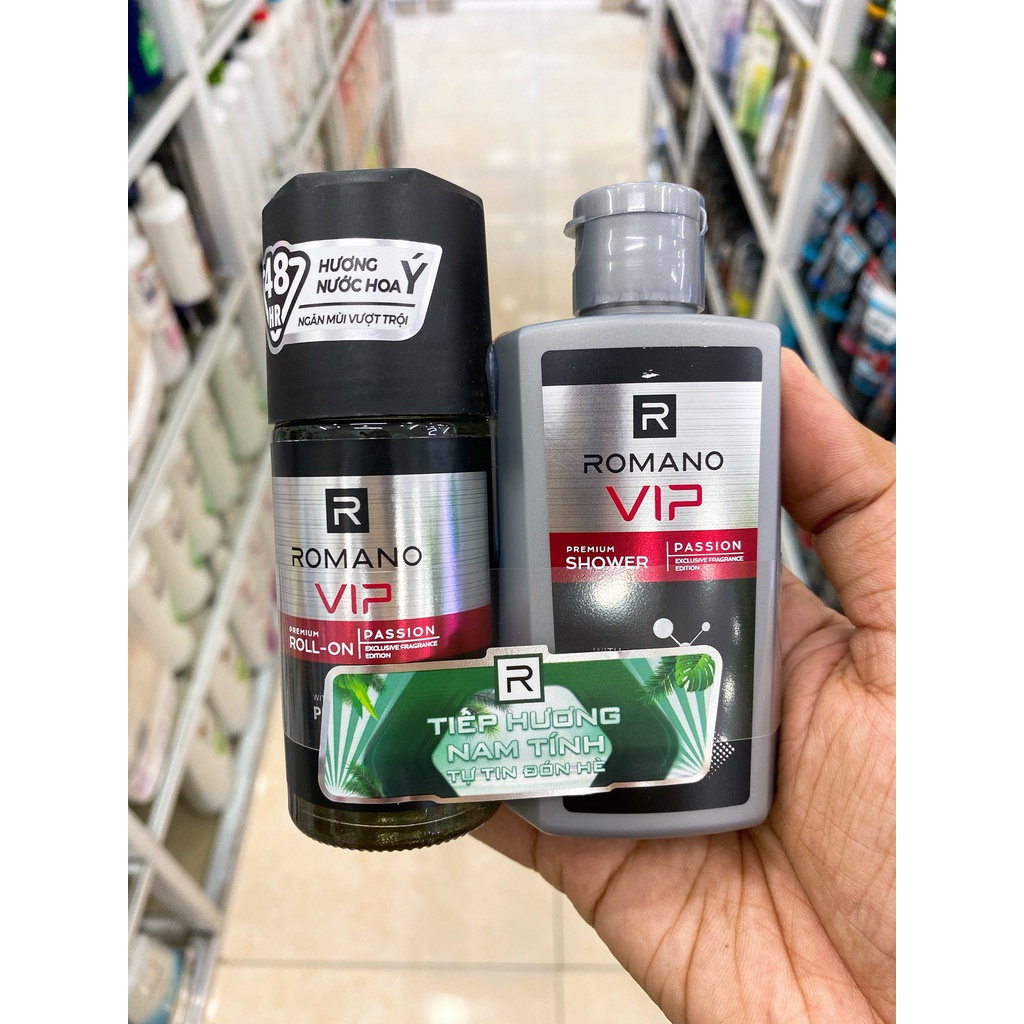 48
HR
HƯƠNG
NƯỚC HOA Ý
NGĂN MÙI VƯỢT TRỘI
R
ROMANO
VIP
PREMIUM
ROLL-ON
PASSION
EXCLUSIVE FRAGRANCE
EDITION
R
ROMANO
VIP
PREMIUM
SHOWER
PASSION
EXCLUSIVE FRAGRANCE
EDITION
WITH
R
TIẾP HƯƠNG
NAM TÍNH
TỰ TIN ĐÓN HÈ